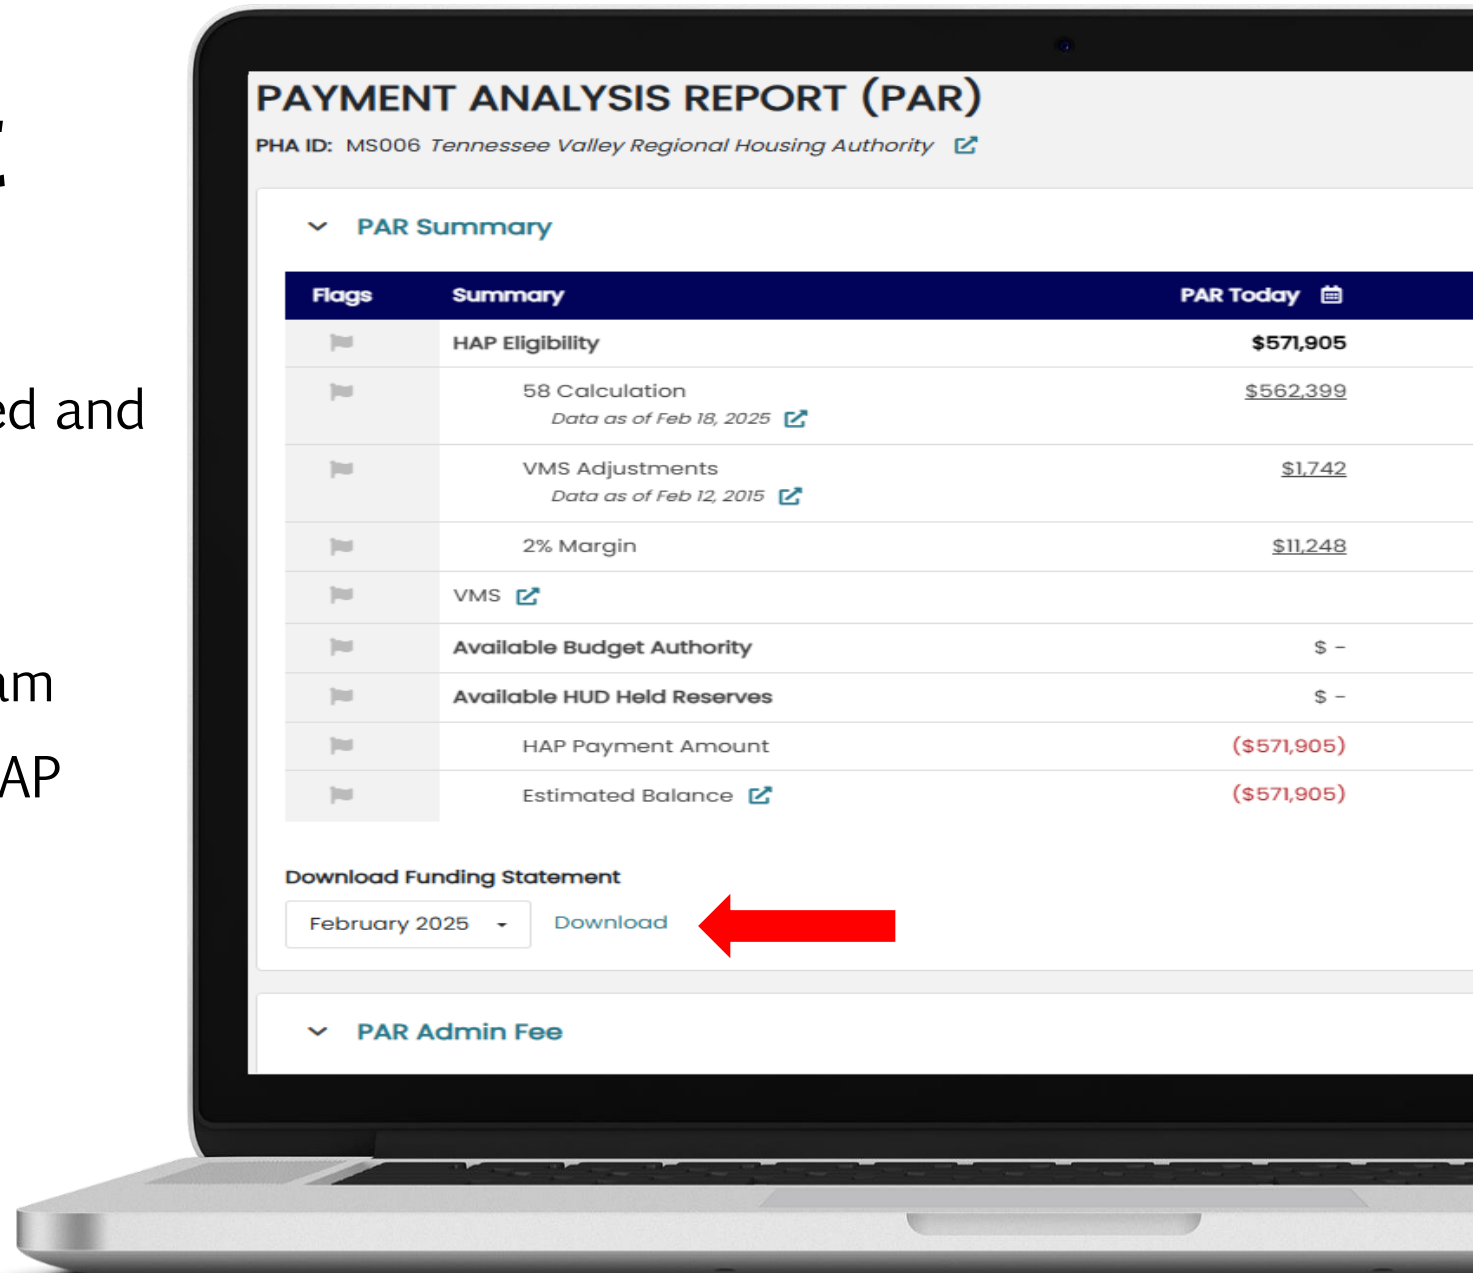 ed and
am
AP
PAYMENT ANALYSIS REPORT (PAR)
PHA ID: MS006 Tennessee Valley Regional Housing Authority
PAR Summary
Flags Summary PAR Today
HAP Eligibility $571,905
58 Calculation $562,399
Data as of Feb 18, 2025
VMS Adjustments $1,742
Data as of Feb 12, 2015
2% Margin $11,248
VMS
Available Budget Authority $ -
Available HUD Held Reserves $ -
HAP Payment Amount ($571,905)
Estimated Balance ($571,905)
Download Funding Statement
February 2025 Download
PAR Admin Fee